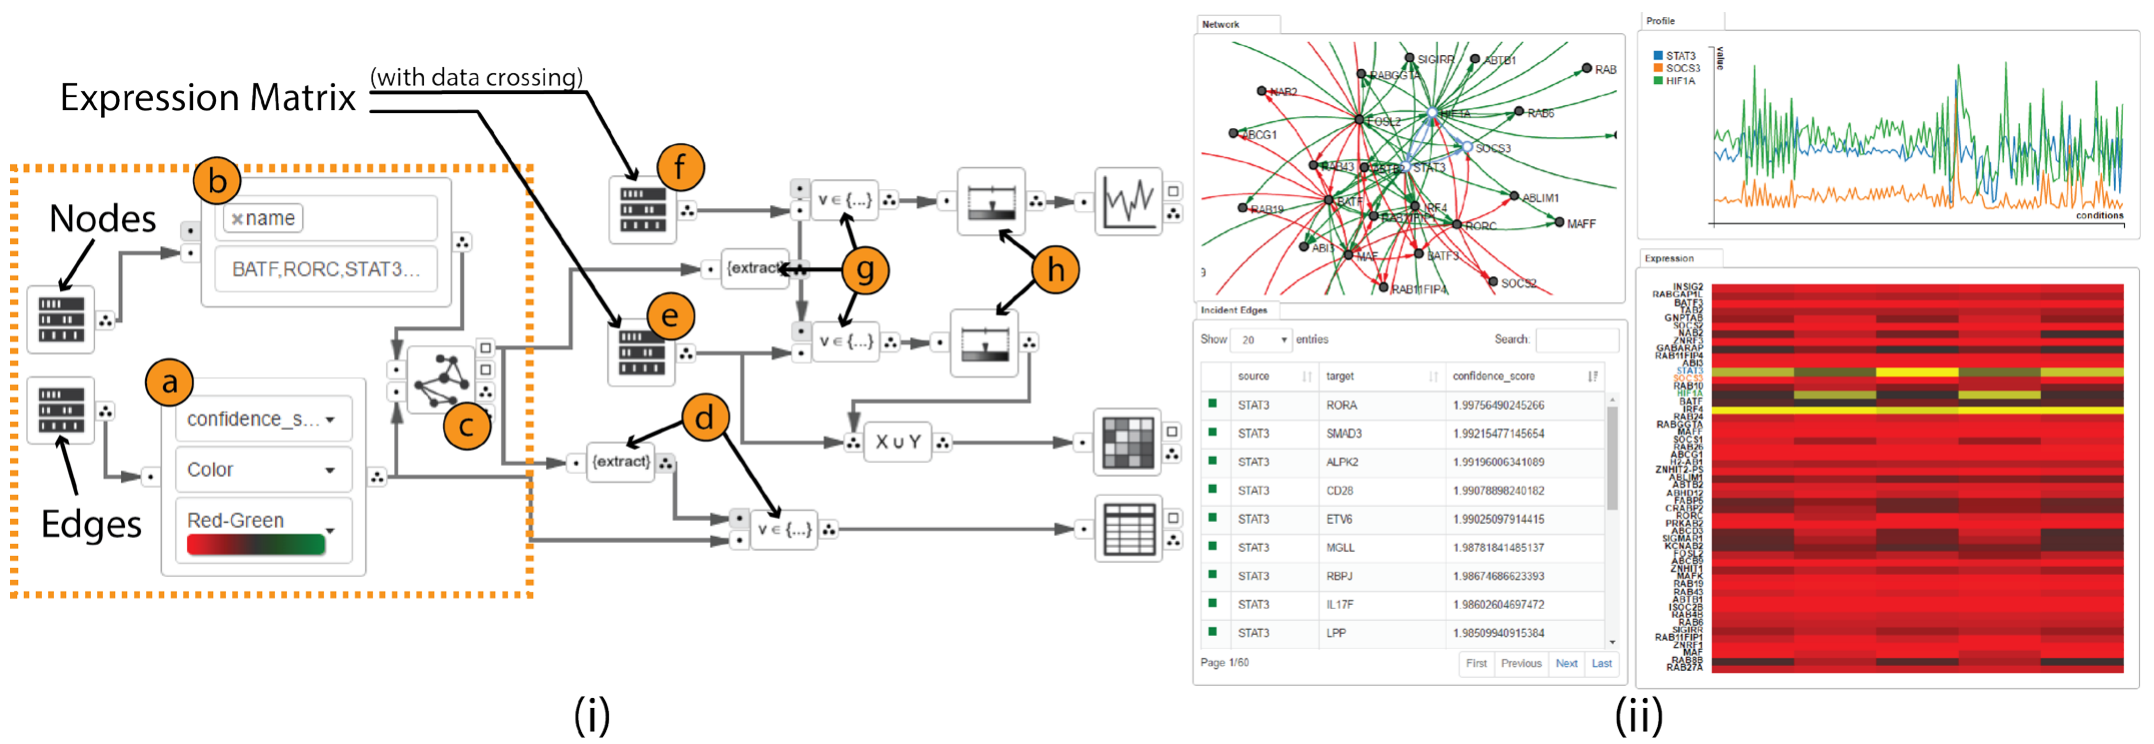 Expression Matrix
(with data crossing)
Nodes
Edges
b
×name
BATF,RORC,STAT3...
a
confidence_s...
Color
Red-Green
c
f
v ∈ {...}
{extract}
g
h
e
v ∈ {...}
d
{extract}
X ∪ Y
v ∈ {...}
(i)
Network
SIGIRR
ABTB1
RAB
RABGGTA
NAB2
HIF1A
RAB6
FOSL2
ABCG1
SOCS3
RAB43
STAT3
ABLIM1
BATF
IRF4
RAB19
RORC
MAFF
ABI3
MAF
BATF3
SOCS2
RAB11FIP4
9
Incident Edges
Show 20 entries
Search:
source target confidence_score
STAT3 RORA 1.99756490245266
STAT3 SMAD3 1.99215477145654
STAT3 ALPK2 1.99196006341089
STAT3 CD28 1.99078898240182
STAT3 ETV6 1.99025097914415
STAT3 MGLL 1.98781841485137
STAT3 RBPJ 1.98674686623393
STAT3 IL17F 1.98602604697472
STAT3 LPP 1.98509940915384
Page 1/60
First Previous Next Last
Profile
STAT3
SOCS3
HIF1A
value
conditions
Expression
INSIG2
RABGAP1L
BATF3
TAB2
GNPTAB
SOCS2
NAB2
ZNRF3
GABARAP
RAB11FIP4
ABI3
STAT3
SOCS3
RAB10
HIF1A
BATF
IRF4
RAB24
RABGGTA
MAFF
SOCS1
RAB26
ABCG1
H2-AB1
ZNHIT2-PS
ABLIM1
ABTB2
ABHD12
FABP5
CRABP2
RORC
PRKAB2
ABCD3
SIGMAR1
KCNAB2
FOSL2
ABCB9
ZNHIT1
MAFK
RAB19
RAB43
ABTB1
ISOC2B
RAB4B
RAB6
SIGIRR
RAB11FIP1
ZNRF1
MAF
RAB8B
RAB27A
(ii)